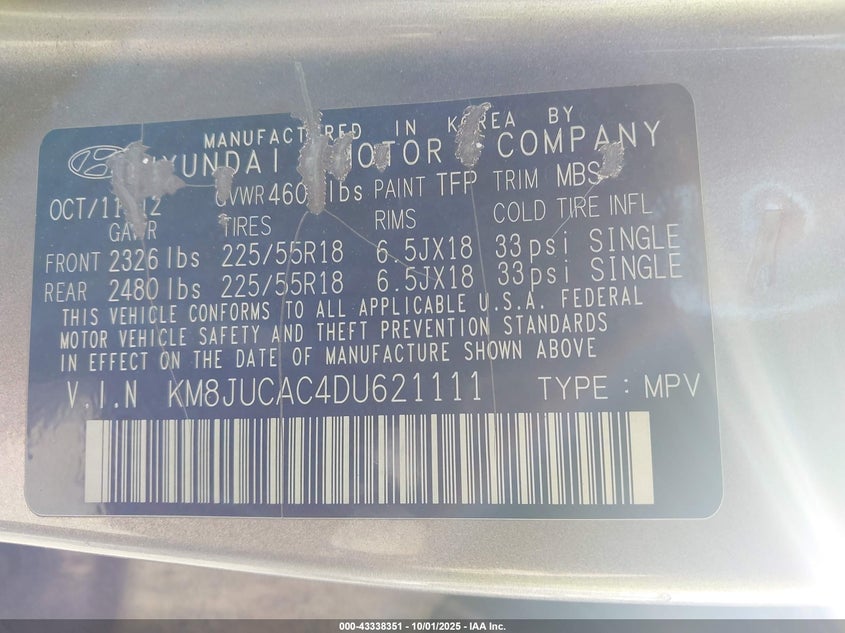 MANUFACTURED IN KOREA BY
HYUNDAI MOTOR COMPANY
OCT/11/12 GVWR lbs PAINT TFP TRIM MBS
GAWR TIRES RIMS COLD TIRE INFL
FRONT 2326 lbs 225/55R18 6.5JX18 33psi SINGLE
REAR 2480 lbs 225/55R18 6.5JX18 33psi SINGLE
THIS VEHICLE CONFORMS TO ALL APPLICABLE U.S.A. FEDERAL
MOTOR VEHICLE SAFETY AND THEFT PREVENTION STANDARDS
IN EFFECT ON THE DATE OF MANUFACTURE SHOWN ABOVE
V.I.N KM8JUCAC4DU621111 TYPE : MPV
000-43338351 - 10/01/2025 - IAA Inc.